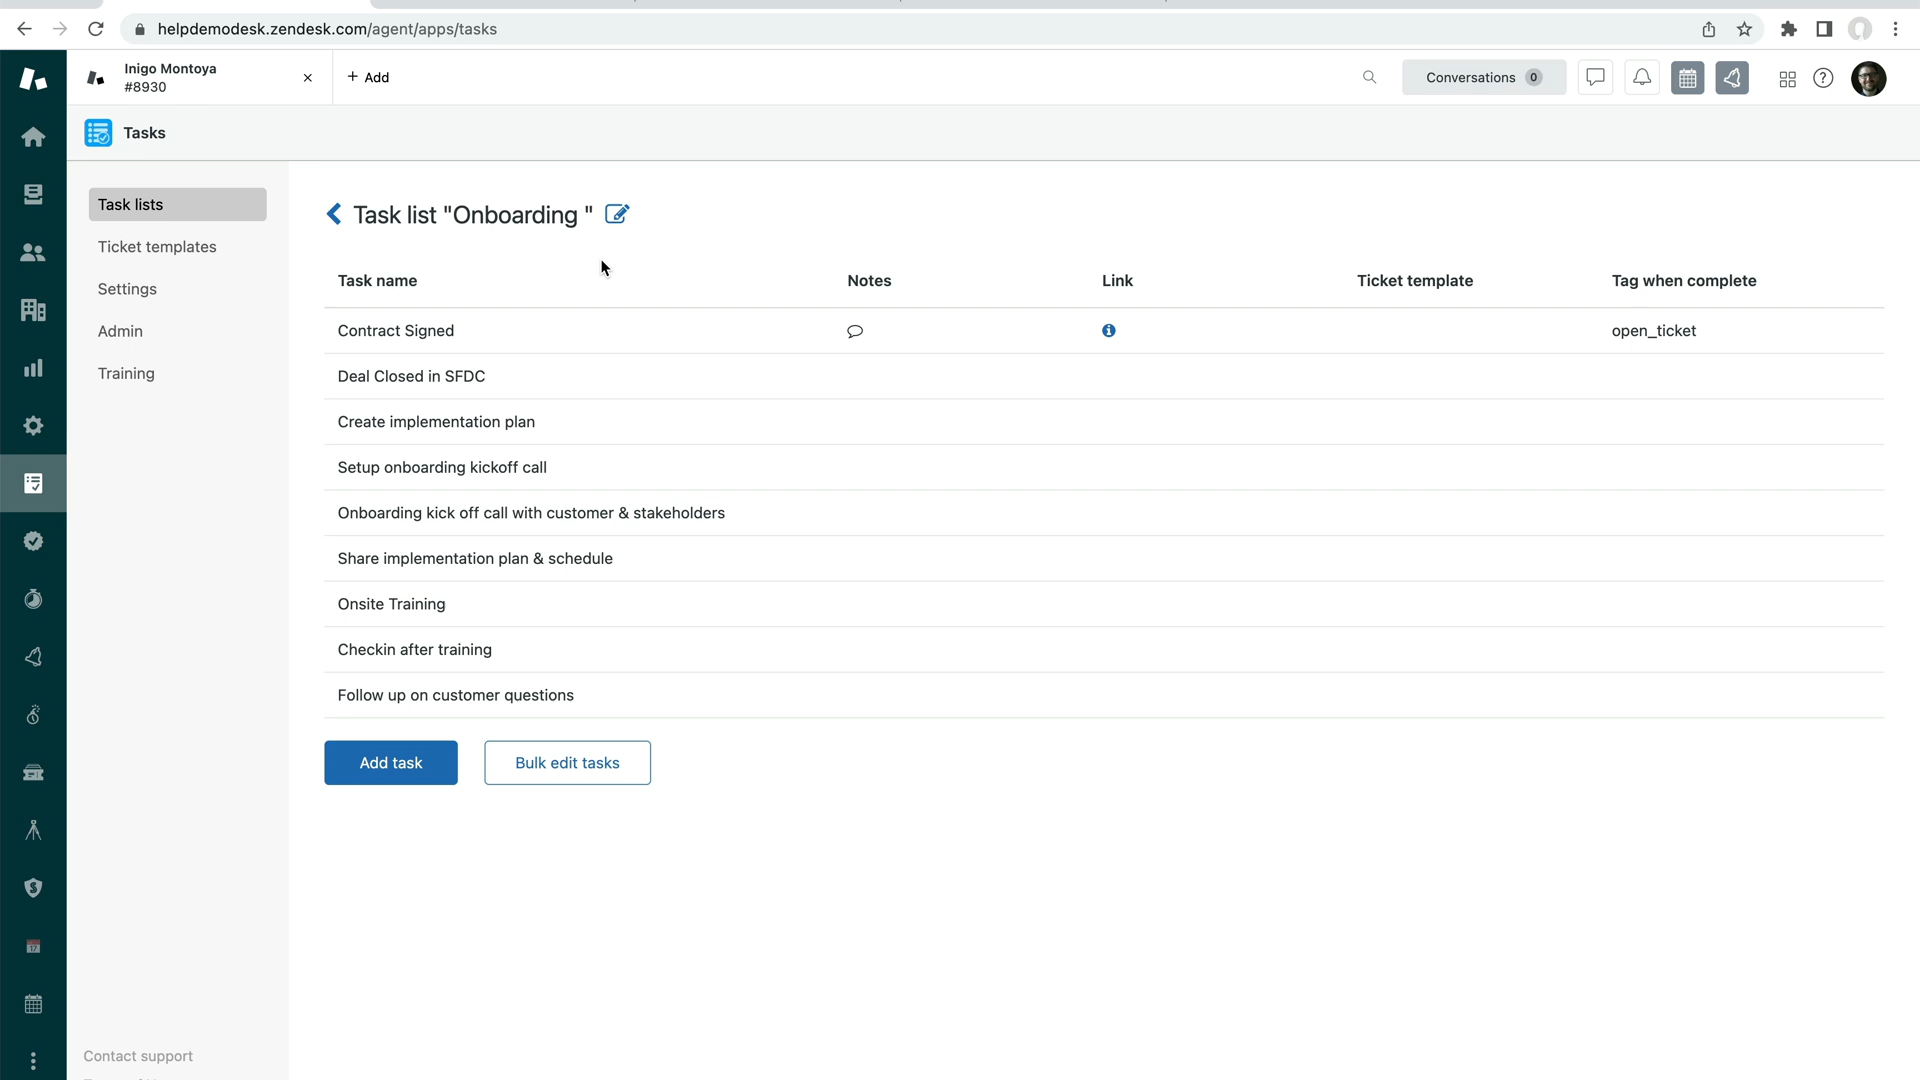 helpdemodesk.zendesk.com/agent/apps/tasks
Inigo Montoya
#8930
+ Add
Conversations 0
Tasks
Task lists
Ticket templates
Settings
Admin
Training
Task list "Onboarding "
Task name Notes Link Ticket template Tag when complete
Contract Signed open_ticket
Deal Closed in SFDC
Create implementation plan
Setup onboarding kickoff call
Onboarding kick off call with customer & stakeholders
Share implementation plan & schedule
Onsite Training
Checkin after training
Follow up on customer questions
Add task
Bulk edit tasks
17
Contact support